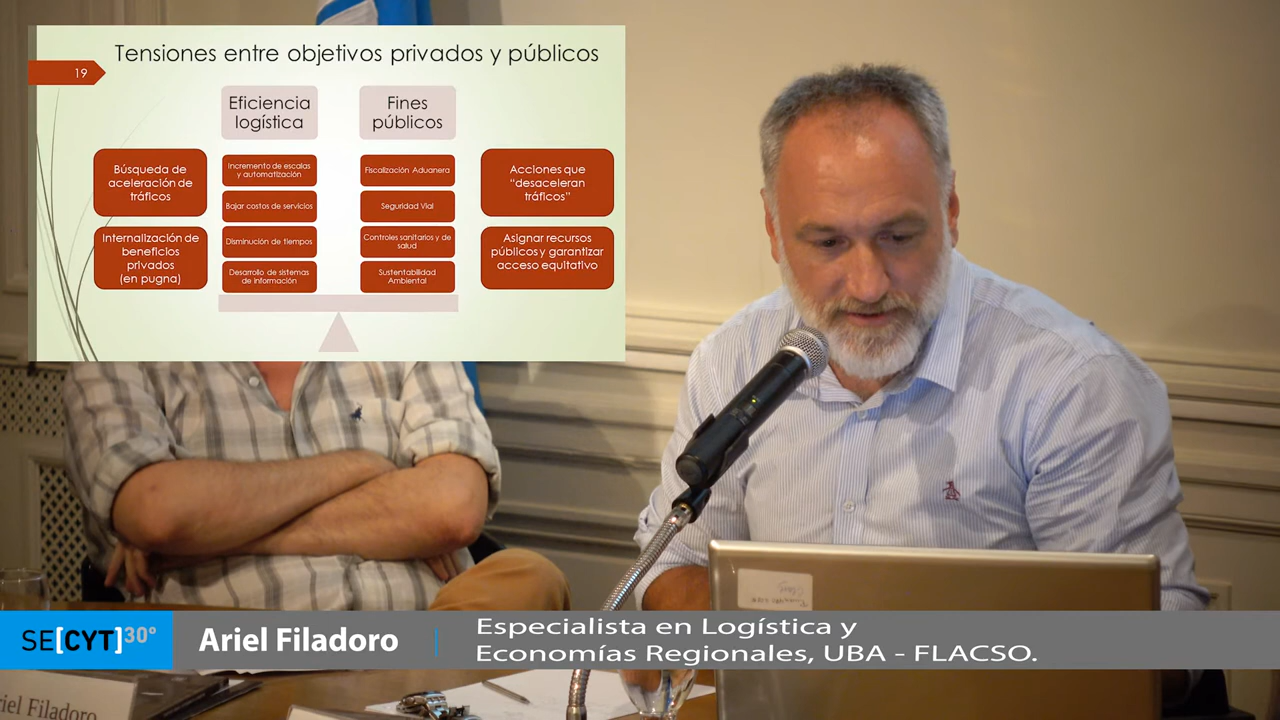 Tensiones entre objetivos privados y públicos
19
Eficiencia
logística
Fines
públicos
Búsqueda de
aceleración de
tráficos
Internalización de
beneficios
privados
(en pugna)
Incremento de escalas
y automatización
Bajar costos de servicios
Disminución de tiempos
Desarrollo de sistemas
de información
Fiscalización Aduanera
Seguridad Vial
Controles sanitarios y de
salud
Sustentabilidad
Ambiental
Acciones que
“desaceleran
tráficos”
Asignar recursos
públicos y garantizar
acceso equitativo
SE[CYT]30°
Ariel Filadoro
Especialista en Logística y
Economías Regionales, UBA - FLACSO.
riel Filadoro